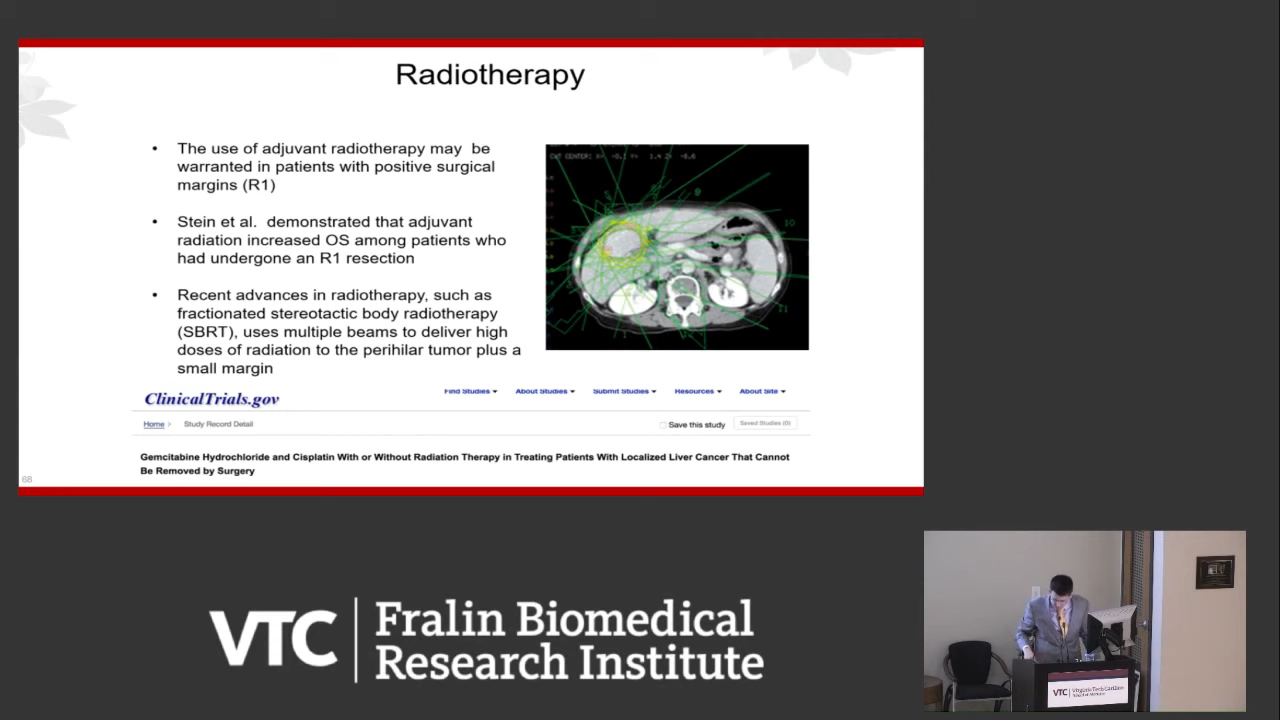 Radiotherapy
• The use of adjuvant radiotherapy may be
warranted in patients with positive surgical
margins (R1)
• Stein et al. demonstrated that adjuvant
radiation increased OS among patients who
had undergone an R1 resection
• Recent advances in radiotherapy, such as
fractionated stereotactic body radiotherapy
(SBRT), uses multiple beams to deliver high
doses of radiation to the perihilar tumor plus a
small margin
ClinicalTrials.gov
Find Studies About Studies Submit Studies Resources About Site
Home Study Record Detail Save this study Saved Studies (0)
Gemcitabine Hydrochloride and Cisplatin With or Without Radiation Therapy in Treating Patients With Localized Liver Cancer That Cannot
Be Removed by Surgery
68
VTC Fralin Biomedical
Research Institute
VTC Virginia Tech Carilion